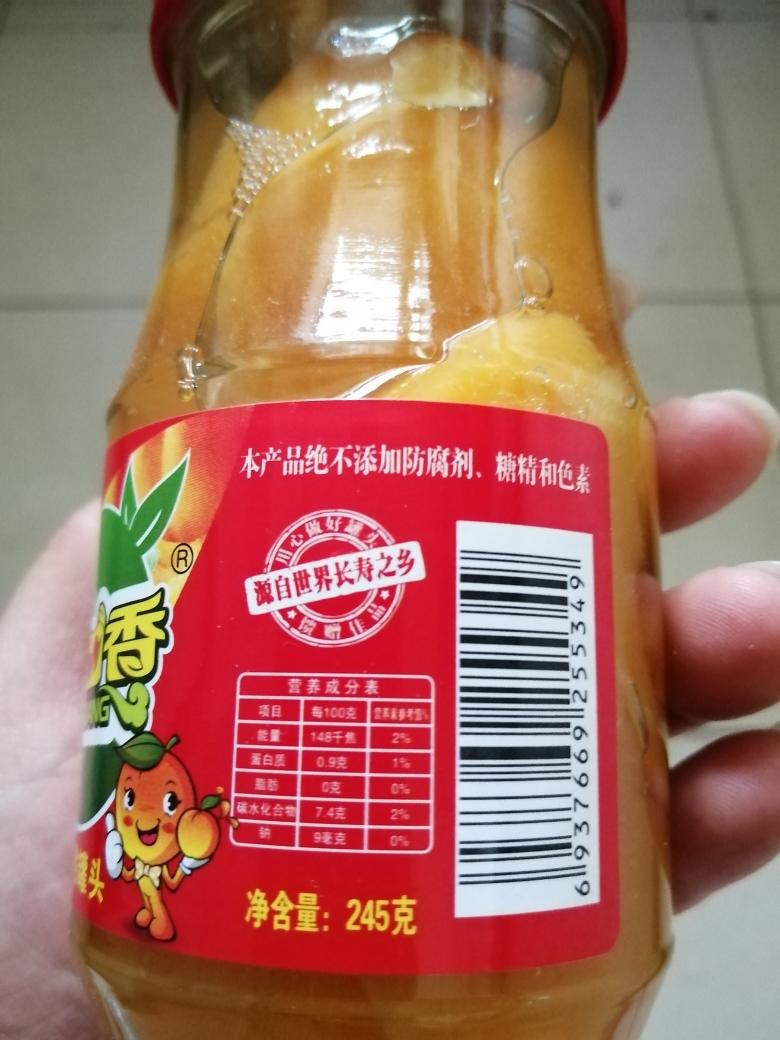 本产品绝不添加防腐剂、糖精和色素
用心做好罐头
源自世界长寿之乡
馈赠佳品
®
香
NG
罐头
营养成分表
项目 每100克 营养素参考值%
能量 148千焦 2%
蛋白质 0.9克 1%
脂肪 0克 0%
碳水化合物 7.4克 2%
钠 9毫克 0%
净含量：245克
6937669255349